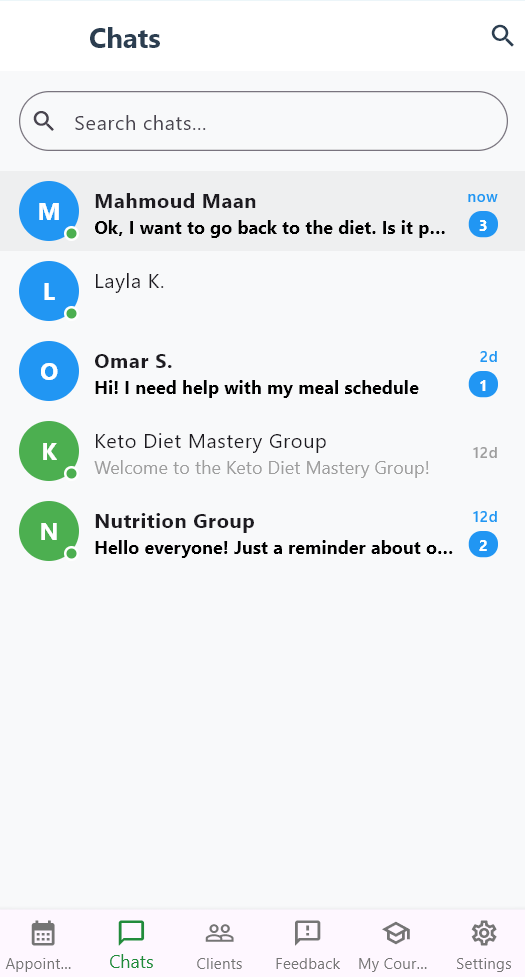 Chats
Search chats...
M
Mahmoud Maan
now
Ok, I want to go back to the diet. Is it p...
3
L
Layla K.
O
Omar S.
2d
Hi! I need help with my meal schedule
1
K
Keto Diet Mastery Group
Welcome to the Keto Diet Mastery Group!
12d
N
Nutrition Group
12d
Hello everyone! Just a reminder about o...
2
Appoint...
Chats
Clients
Feedback
My Cour...
Settings